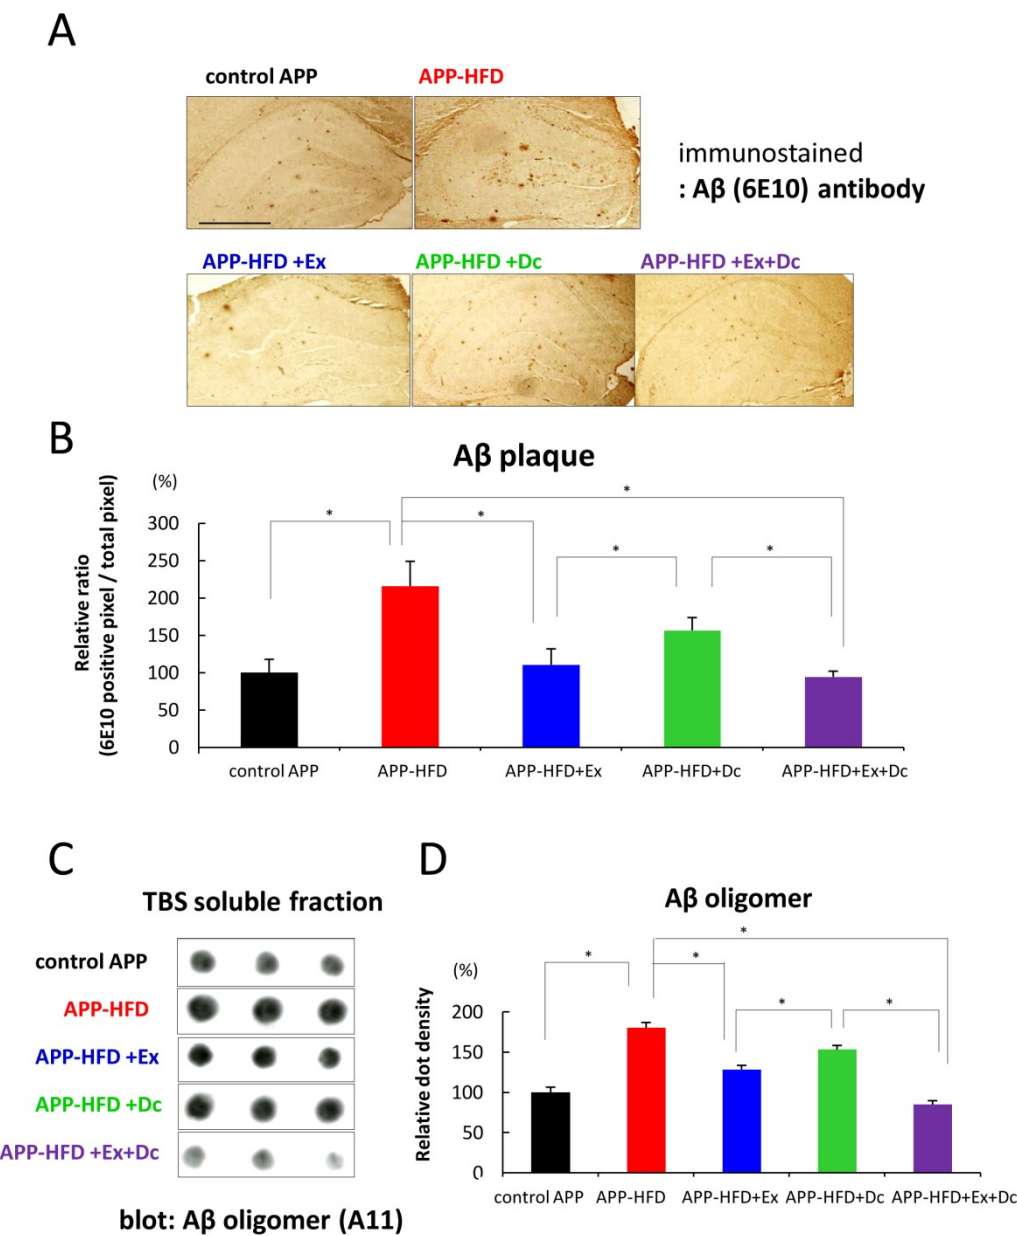 A
control APP
APP-HFD
immunostained
: Aβ (6E10) antibody
APP-HFD +Ex
APP-HFD +Dc
APP-HFD +Ex+Dc
B
Aβ plaque
(%)
Relative ratio
(6E10 positive pixel / total pixel)
300
250
200
150
100
50
0
*
*
*
*
*
control APP
APP-HFD
APP-HFD+Ex
APP-HFD+Dc
APP-HFD+Ex+Dc
C
TBS soluble fraction
control APP
APP-HFD
APP-HFD +Ex
APP-HFD +Dc
APP-HFD +Ex+Dc
blot: Aβ oligomer (A11)
D
Aβ oligomer
(%)
Relative dot density
200
150
100
50
0
*
*
*
*
*
control APP
APP-HFD
APP-HFD+Ex
APP-HFD+Dc
APP-HFD+Ex+Dc